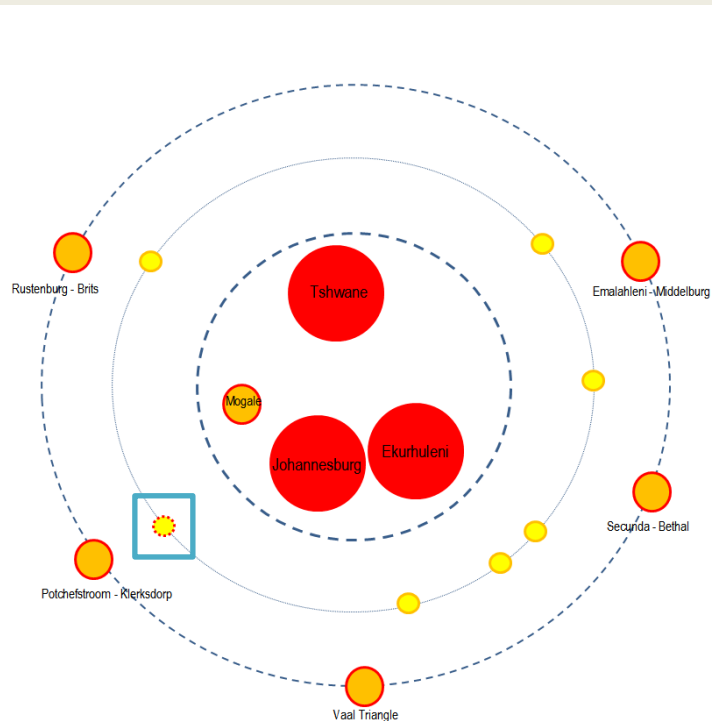 Tshwane
Rustenburg - Brits
Emalahleni - Middelburg
Mogale
Ekurhuleni
Johannesburg
Secunda - Bethal
Potchefstroom - Klerksdorp
Vaal Triangle